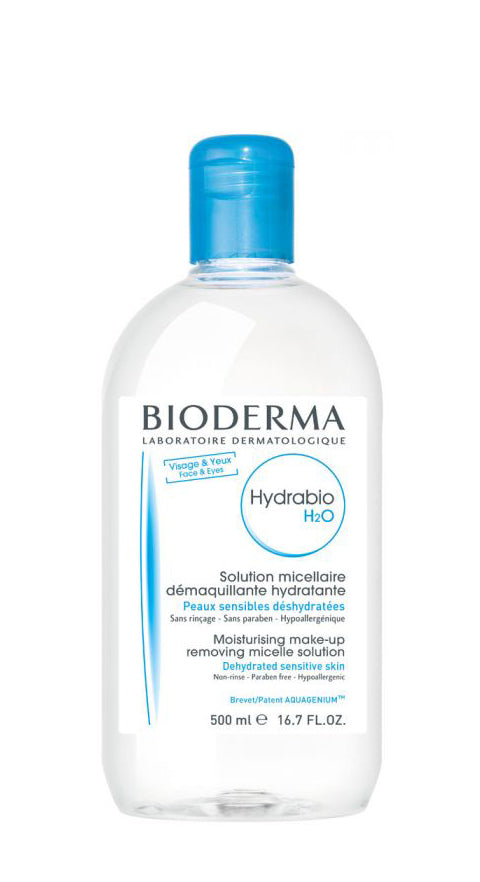 BIODERMA
LABORATOIRE DERMATOLOGIQUE
Visage & Yeux
Face & Eyes
Hydrabio
H2O
Solution micellaire
démaquillante hydratante
Peaux sensibles déshydratées
Sans rinçage - Sans paraben - Hypoallergénique
Moisturising make-up
removing micelle solution
Dehydrated sensitive skin
Non-rinse - Paraben free - Hypoallergenic
Brevet/Patent AQUAGENIUM™
500 ml ℮ 16.7 FL.OZ.